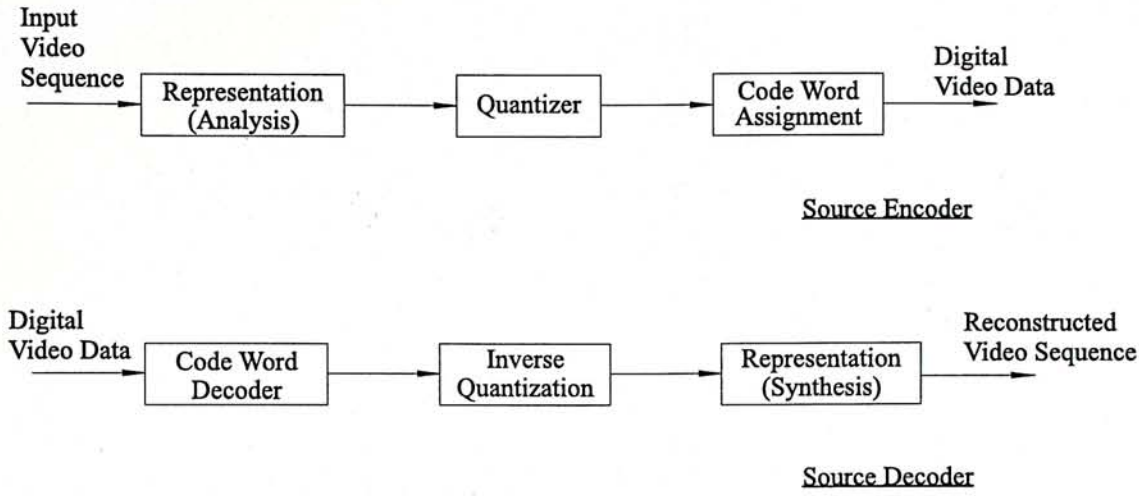 Input
Video
Sequence
Representation
(Analysis)
Quantizer
Code Word
Assignment
Digital
Video Data
Source Encoder
Digital
Video Data
Code Word
Decoder
Inverse
Quantization
Representation
(Synthesis)
Reconstructed
Video Sequence
Source Decoder